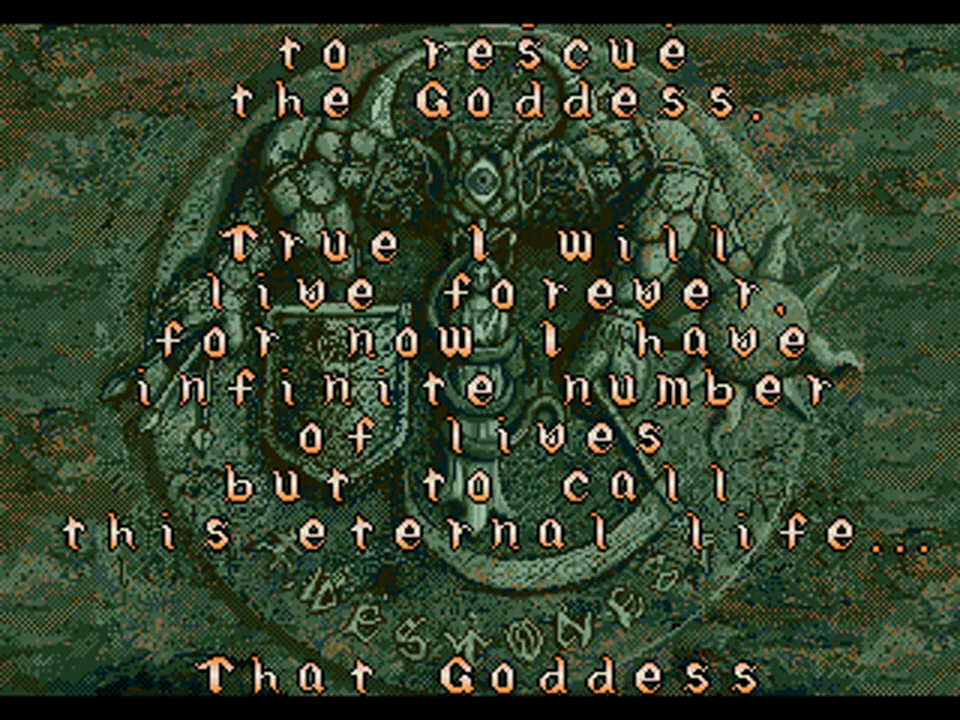 to rescue
the Goddess.
True I will
live forever,
for now I have
infinite number
of lives
but to call
this eternal life...
That Goddess